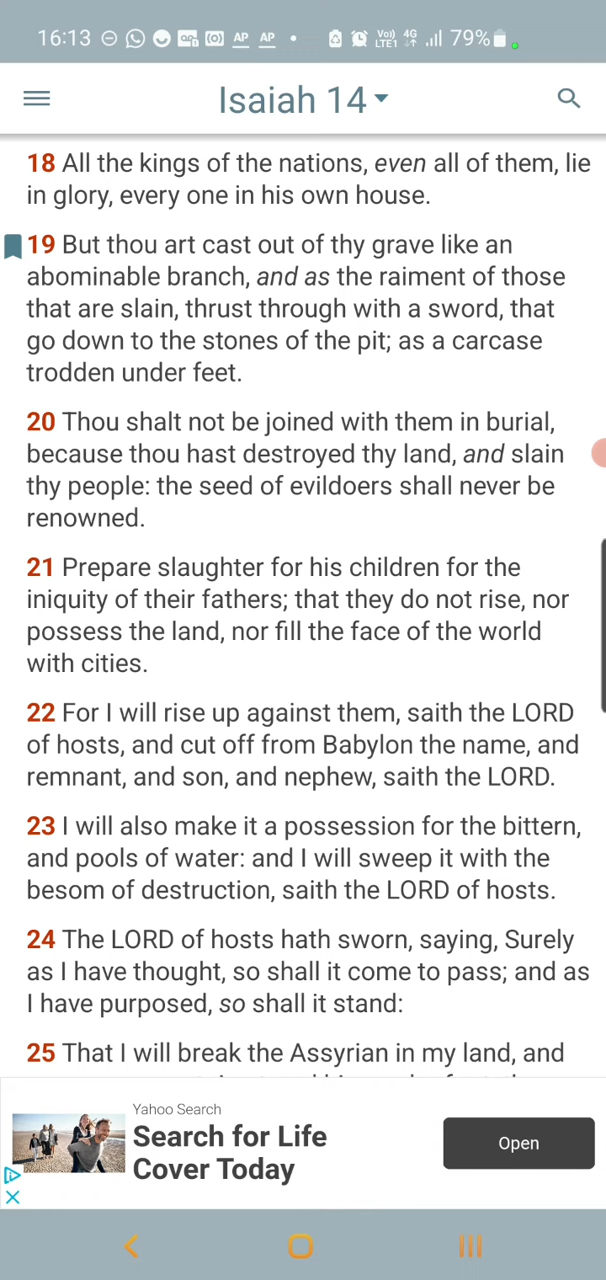 16:13 AP AP Vo)) LTE1 4G 79%
Isaiah 14
18 All the kings of the nations, even all of them, lie
in glory, every one in his own house.
19 But thou art cast out of thy grave like an
abominable branch, and as the raiment of those
that are slain, thrust through with a sword, that
go down to the stones of the pit; as a carcase
trodden under feet.
20 Thou shalt not be joined with them in burial,
because thou hast destroyed thy land, and slain
thy people: the seed of evildoers shall never be
renowned.
21 Prepare slaughter for his children for the
iniquity of their fathers; that they do not rise, nor
possess the land, nor fill the face of the world
with cities.
22 For I will rise up against them, saith the LORD
of hosts, and cut off from Babylon the name, and
remnant, and son, and nephew, saith the LORD.
23 I will also make it a possession for the bittern,
and pools of water: and I will sweep it with the
besom of destruction, saith the LORD of hosts.
24 The LORD of hosts hath sworn, saying, Surely
as I have thought, so shall it come to pass; and as
I have purposed, so shall it stand:
25 That I will break the Assyrian in my land, and
Yahoo Search
Search for Life
Cover Today
Open